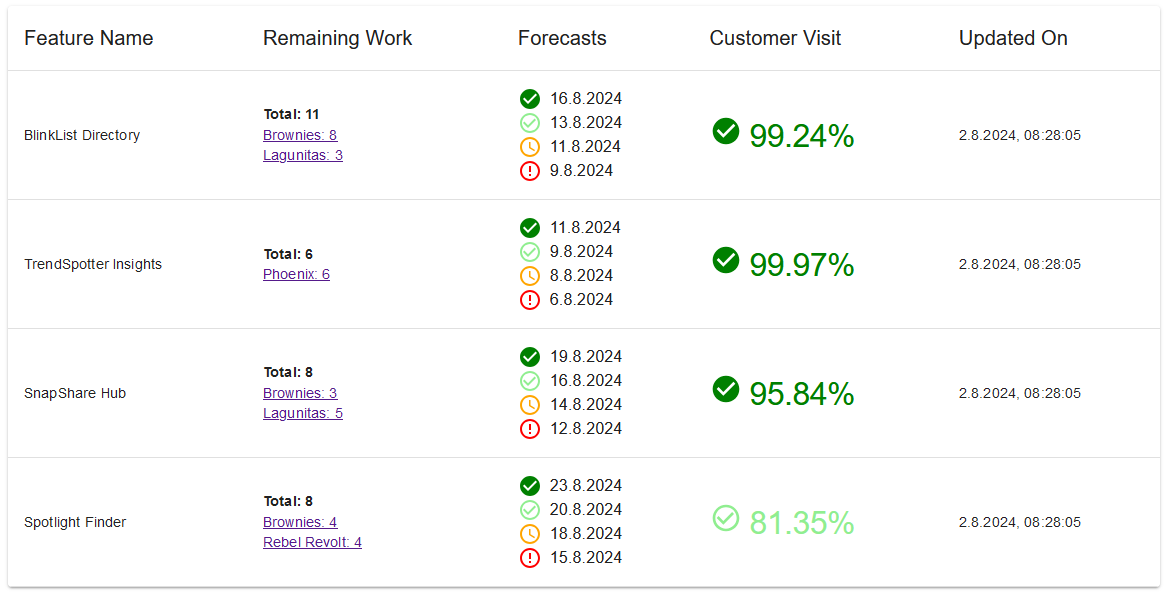 Feature Name Remaining Work Forecasts Customer Visit Updated On
BlinkList Directory
Total: 11
Brownies: 8
Lagunitas: 3
16.8.2024
13.8.2024
11.8.2024
9.8.2024
99.24%
2.8.2024, 08:28:05
TrendSpotter Insights
Total: 6
Phoenix: 6
11.8.2024
9.8.2024
8.8.2024
6.8.2024
99.97%
2.8.2024, 08:28:05
SnapShare Hub
Total: 8
Brownies: 3
Lagunitas: 5
19.8.2024
16.8.2024
14.8.2024
12.8.2024
95.84%
2.8.2024, 08:28:05
Spotlight Finder
Total: 8
Brownies: 4
Rebel Revolt: 4
23.8.2024
20.8.2024
18.8.2024
15.8.2024
81.35%
2.8.2024, 08:28:05